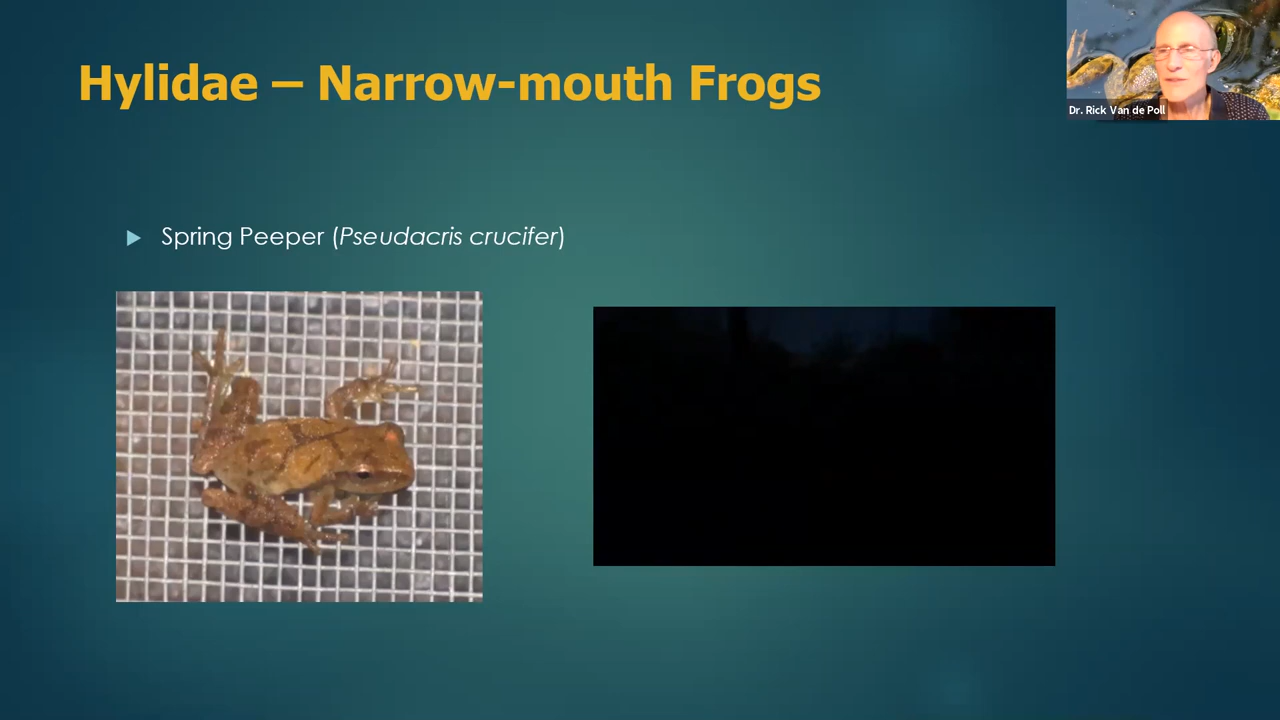 Hylidae – Narrow-mouth Frogs
Dr. Rick Van de Poll
Spring Peeper (Pseudacris crucifer)